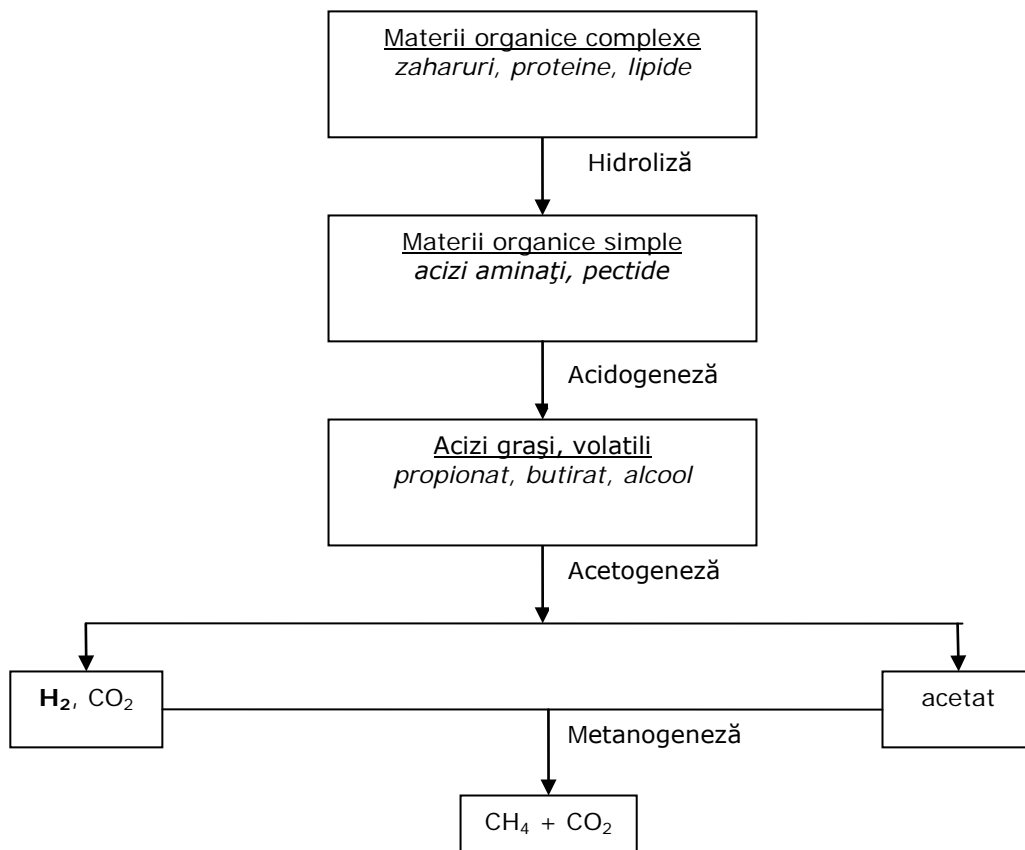 Materii organice complexe
zaharuri, proteine, lipide
Hidroliză
Materii organice simple
acizi aminaţi, pectide
Acidogeneză
Acizi graşi, volatili
propionat, butirat, alcool
Acetogeneză
H₂, CO₂
acetat
Metanogeneză
CH₄ + CO₂